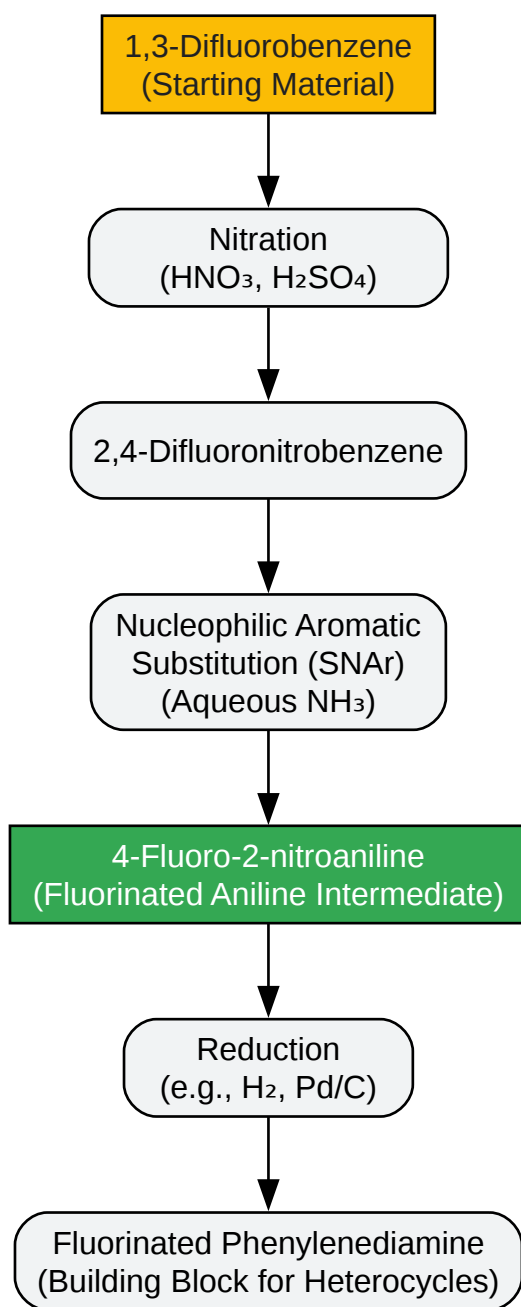 1,3-Difluorobenzene
(Starting Material)
Nitration
(HNO₃, H₂SO₄)
2,4-Difluoronitrobenzene
Nucleophilic Aromatic
Substitution (SNAr)
(Aqueous NH₃)
4-Fluoro-2-nitroaniline
(Fluorinated Aniline Intermediate)
Reduction
(e.g., H₂, Pd/C)
Fluorinated Phenylenediamine
(Building Block for Heterocycles)